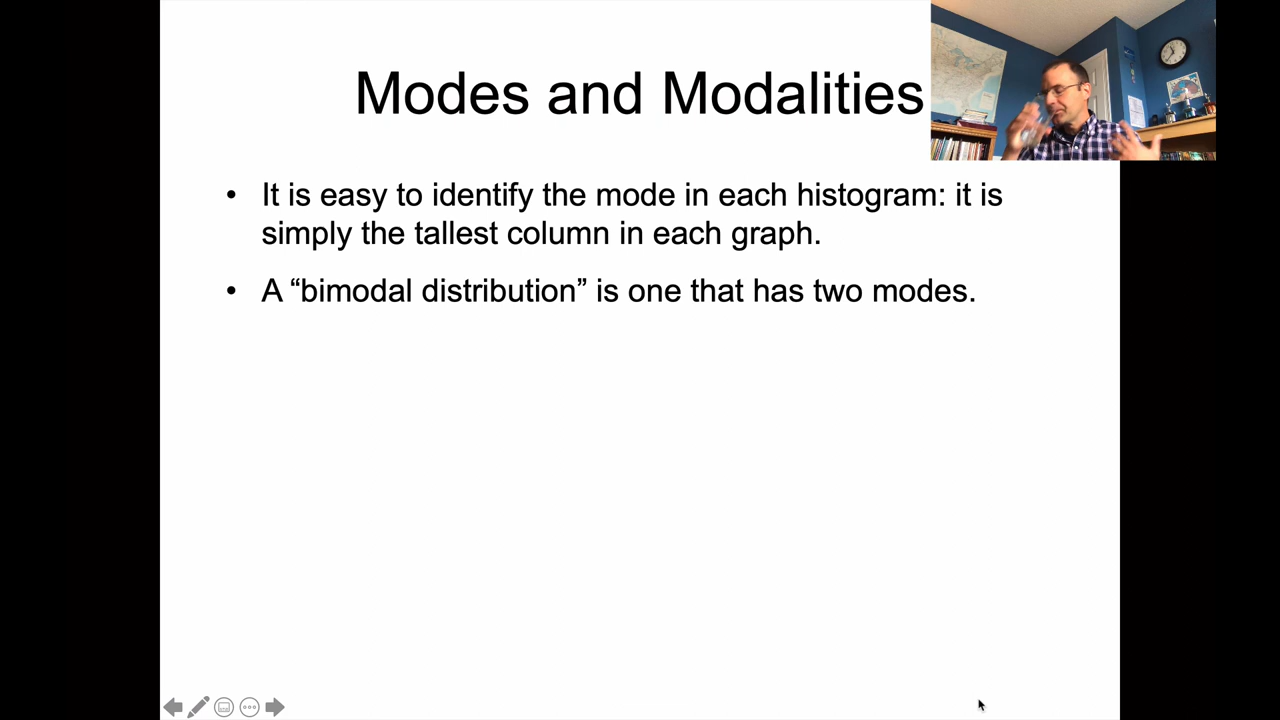 Modes and Modalities
• It is easy to identify the mode in each histogram: it is
simply the tallest column in each graph.
• A “bimodal distribution” is one that has two modes.